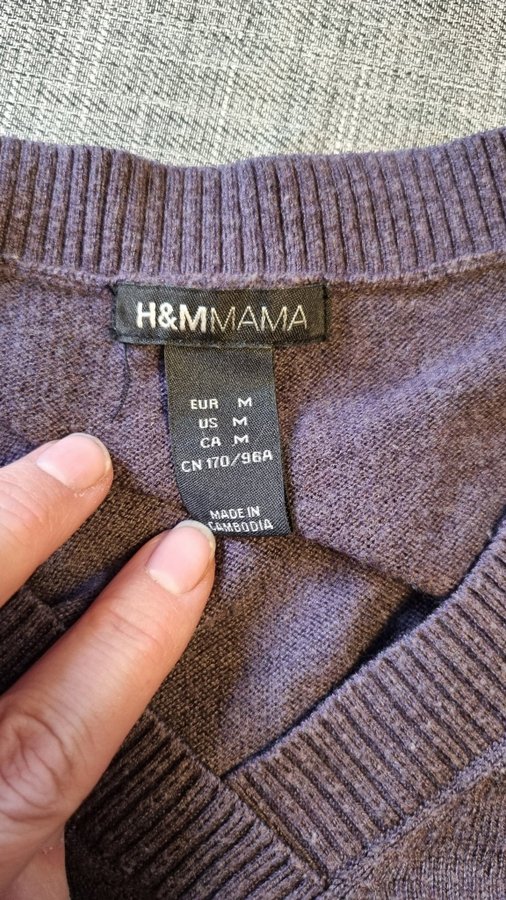 H&MMAMA
EUR M
US M
CA M
CN 170/96A
MADE IN
CAMBODIA